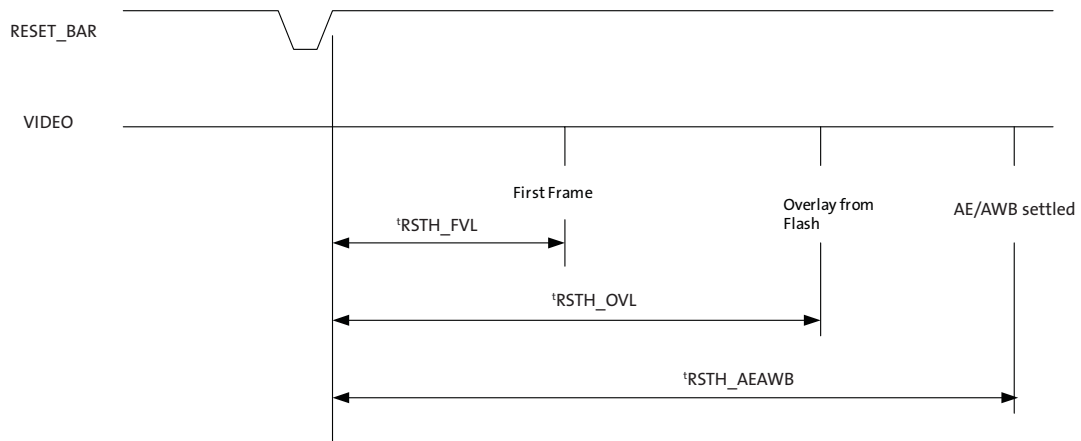 RESET_BAR
VIDEO
First Frame
Overlay from
Flash
AE/AWB settled
tRSTH_FVL
tRSTH_OVL
tRSTH_AEAWB